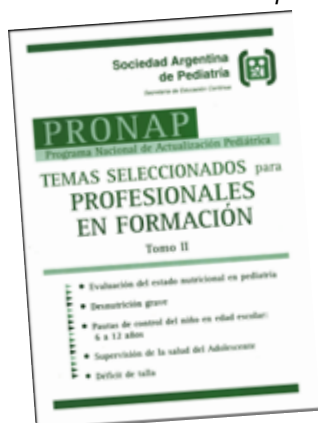 Sociedad Argentina
de Pediatría
Secretaría de Educación Continua
PRONAP
Programa Nacional de Actualización Pediátrica
TEMAS SELECCIONADOS para
PROFESIONALES
EN FORMACIÓN
Tomo II
• Evaluación del estado nutricional en pediatría
• Desnutrición grave
• Pautas de control del niño en edad escolar:
6 a 12 años
• Supervisión de la salud del Adolescente
• Déficit de talla